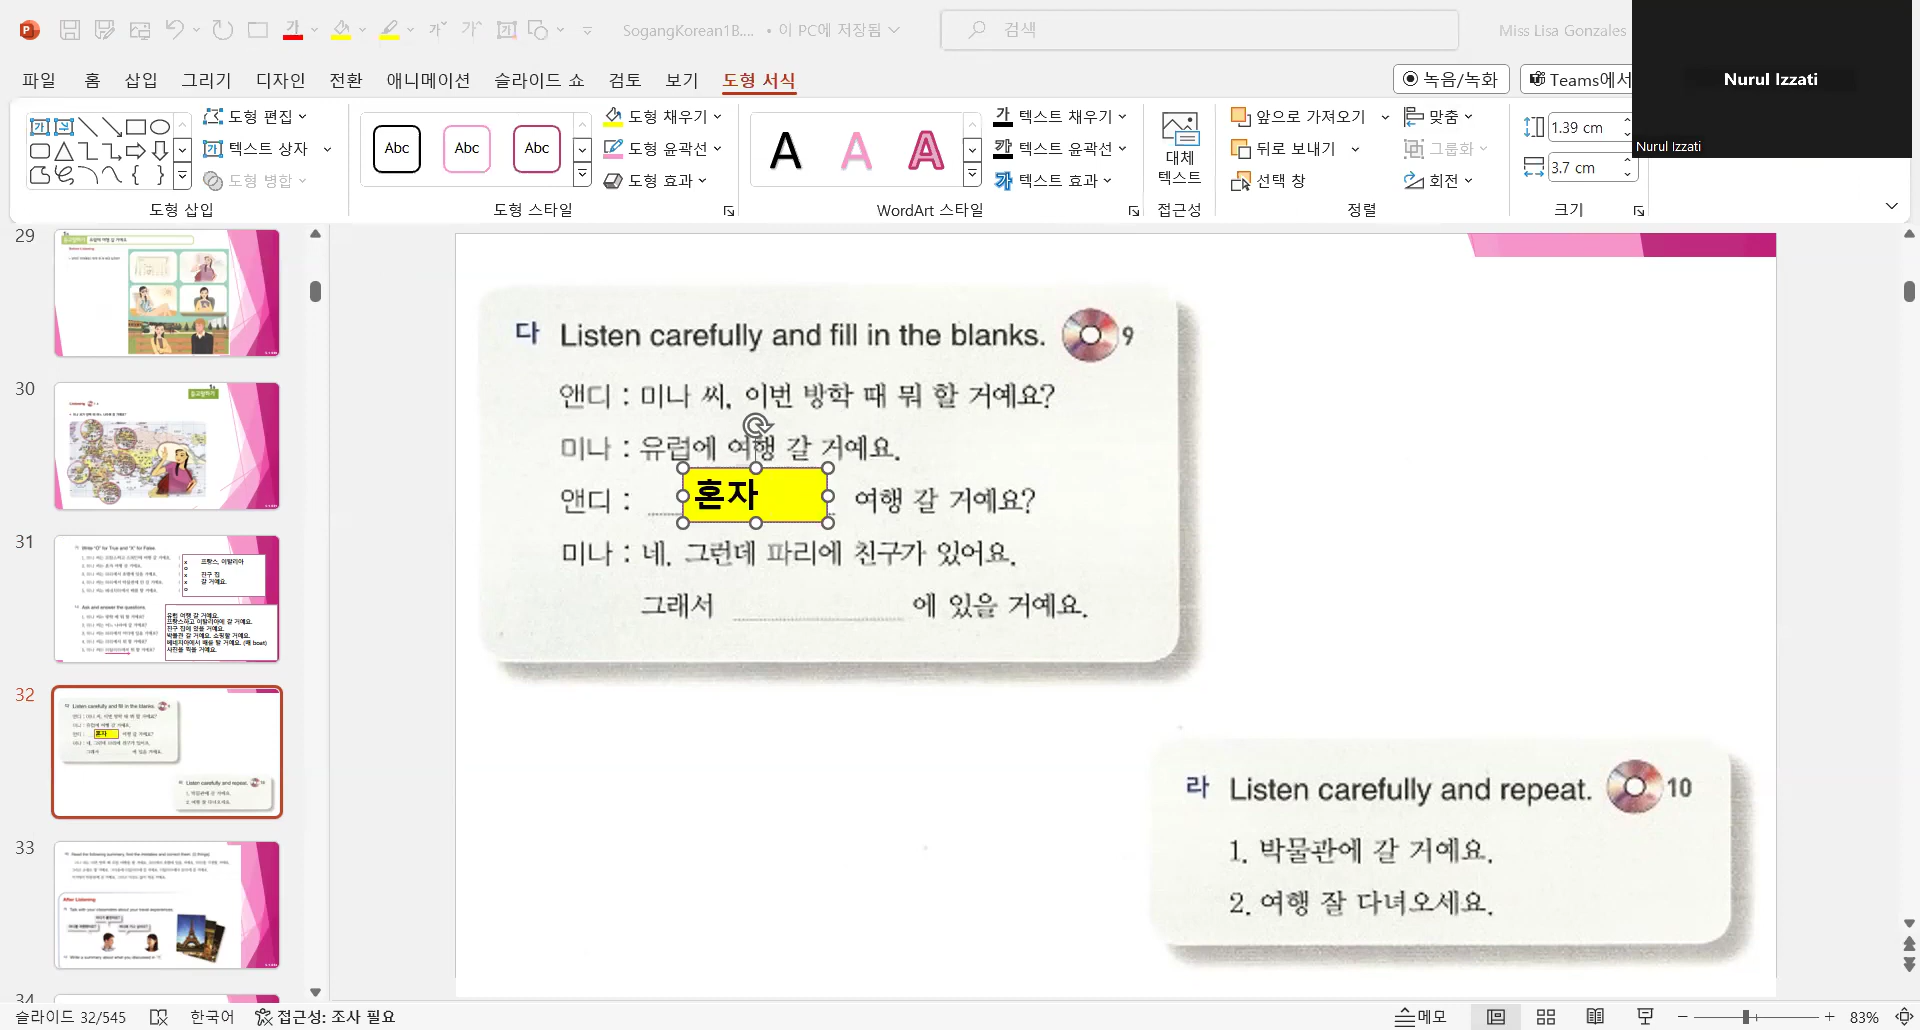 SogangKorean1B.... • 이 PC에 저장됨
검색
Miss Lisa Gonzales
Nurul Izzati
Nurul Izzati
파일 홈 삽입 그리기 디자인 전환 애니메이션 슬라이드 쇼 검토 보기 도형 서식
녹음/녹화
Teams에서
도형 편집
텍스트 상자
도형 병합
도형 삽입
Abc Abc Abc
도형 채우기
도형 윤곽선
도형 효과
도형 스타일
A A A
텍스트 채우기
텍스트 윤곽선
텍스트 효과
WordArt 스타일
대체
텍스트
접근성
앞으로 가져오기
뒤로 보내기
선택 창
맞춤
그룹화
회전
정렬
1.39 cm
3.7 cm
크기
29
30
31
32
33
34
다 Listen carefully and fill in the blanks. 9
앤디 : 미나 씨, 이번 방학 때 뭐 할 거예요?
미나 : 유럽에 여행 갈 거예요.
앤디 : 혼자 여행 갈 거예요?
미나 : 네, 그런데 파리에 친구가 있어요.
그래서 에 있을 거예요.
라 Listen carefully and repeat. 10
1. 박물관에 갈 거예요.
2. 여행 잘 다녀오세요.
슬라이드 32/545 한국어 접근성: 조사 필요
메모
83%